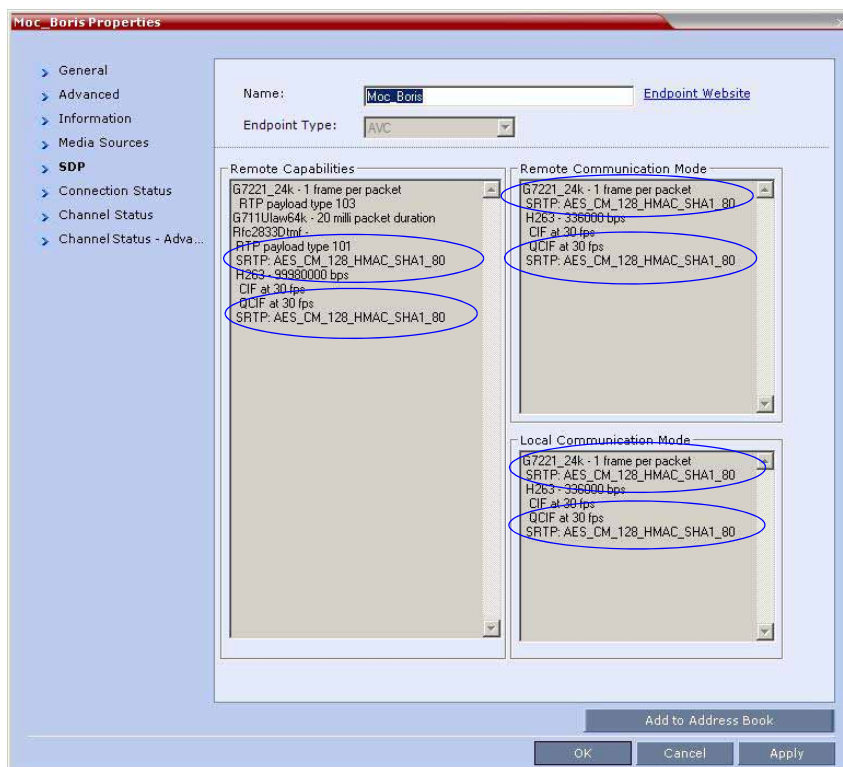 Moc_Boris Properties
General
Advanced
Information
Media Sources
SDP
Connection Status
Channel Status
Channel Status - Adva...
Name:
Moc_Boris
Endpoint Website
Endpoint Type:
AVC
Remote Capabilities
G7221_24k - 1 frame per packet
RTP payload type 103
G711Ulaw64k - 20 milli packet duration
Rfc2833Dtmf -
RTP payload type 101
SRTP: AES_CM_128_HMAC_SHA1_80
H263 - 99980000 bps
CIF at 30 fps
QCIF at 30 fps
SRTP: AES_CM_128_HMAC_SHA1_80
Remote Communication Mode
G7221_24k - 1 frame per packet
SRTP: AES_CM_128_HMAC_SHA1_80
H263 - 336000 bps
CIF at 30 fps
QCIF at 30 fps
SRTP: AES_CM_128_HMAC_SHA1_80
Local Communication Mode
G7221_24k - 1 frame per packet
SRTP: AES_CM_128_HMAC_SHA1_80
H263 - 336000 bps
CIF at 30 fps
QCIF at 30 fps
SRTP: AES_CM_128_HMAC_SHA1_80
Add to Address Book
OK
Cancel
Apply